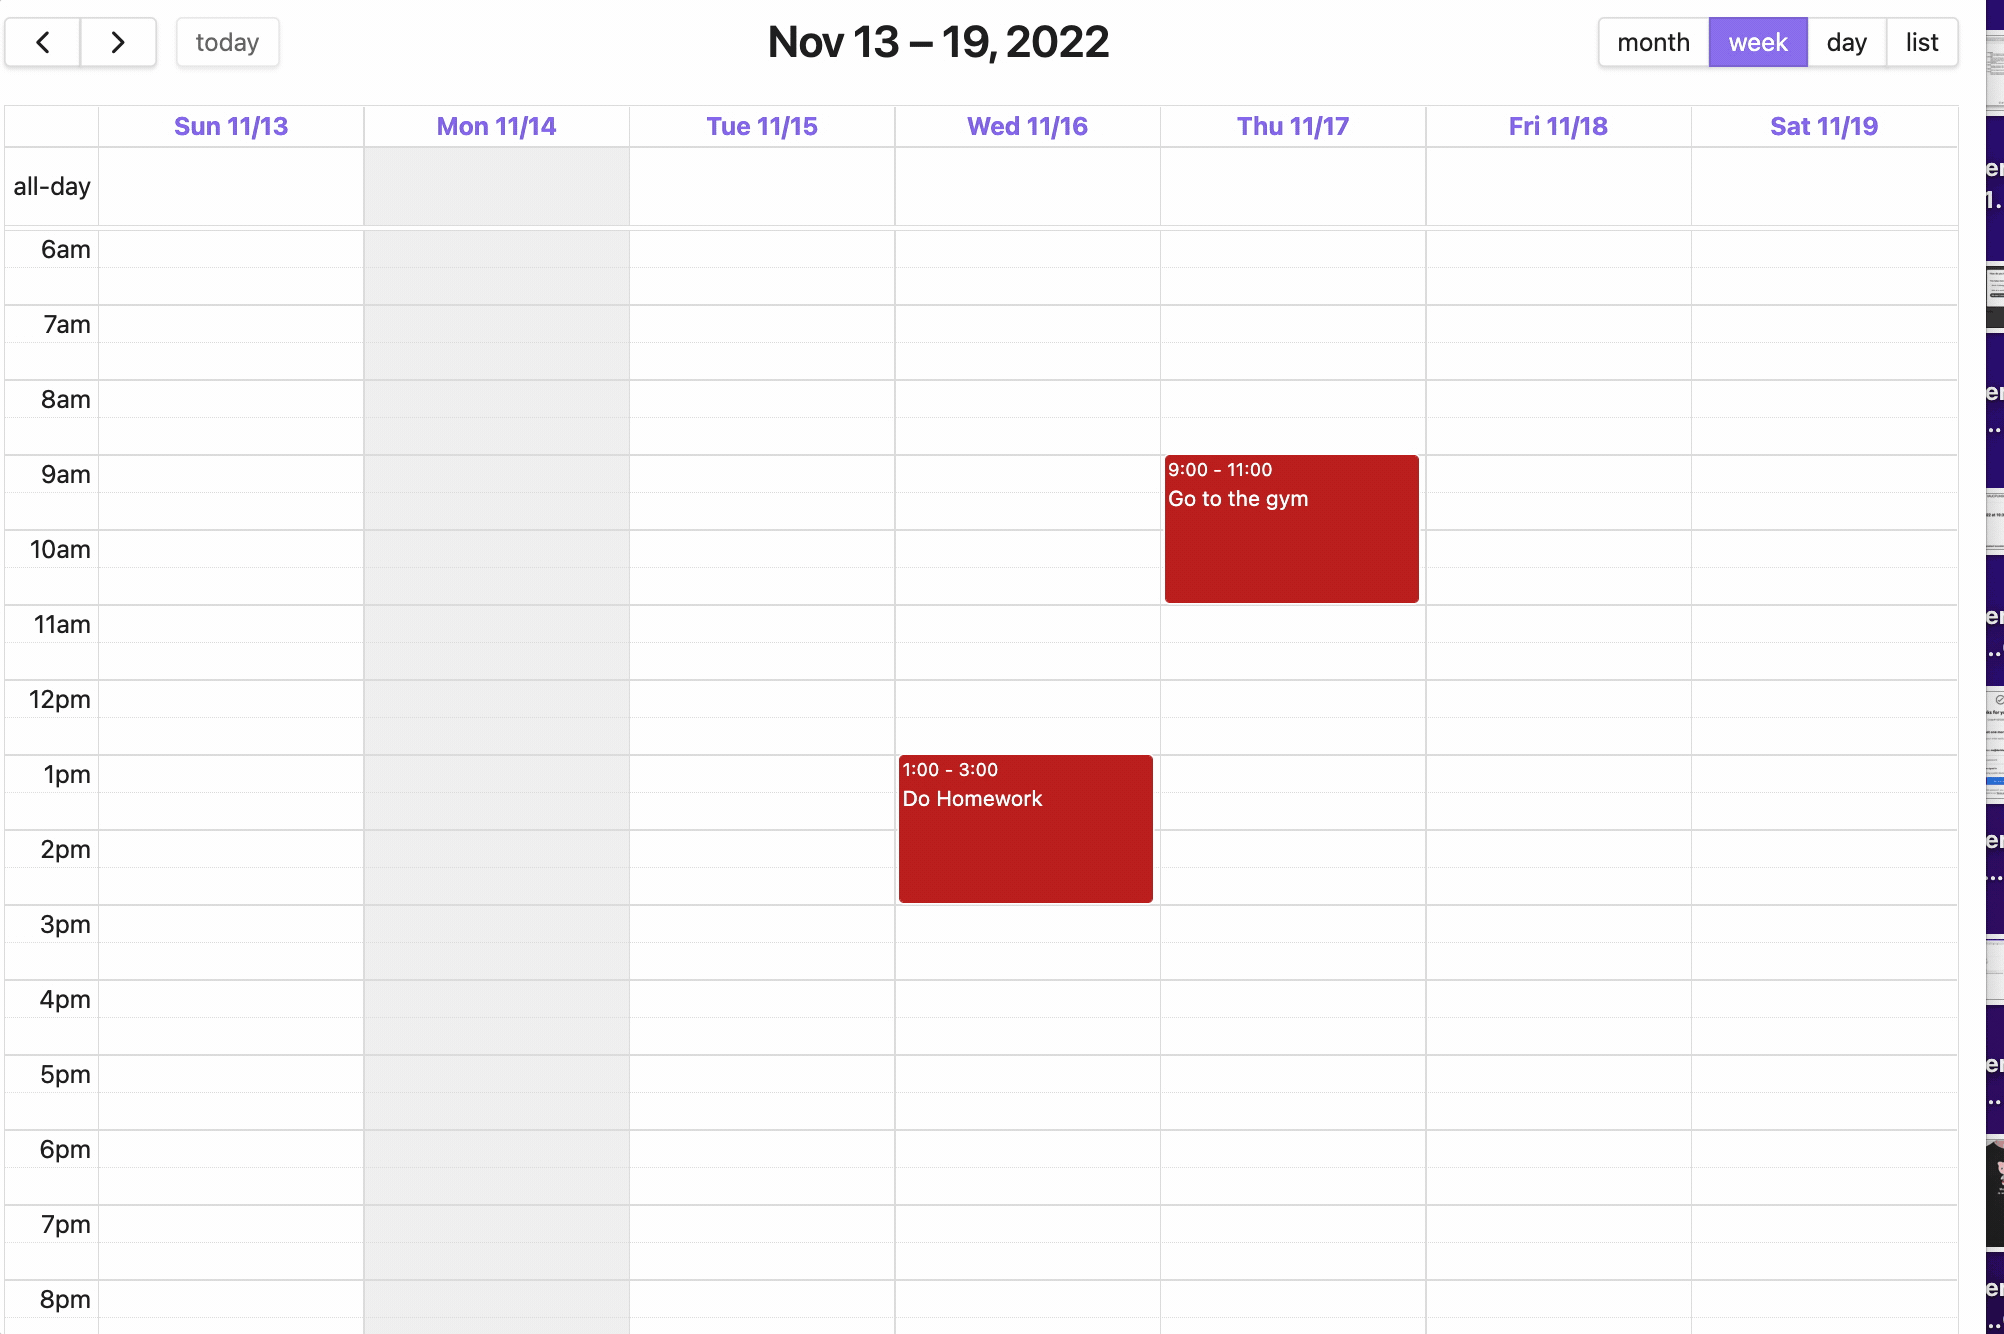 today
Nov 13 – 19, 2022
month week day list
Sun 11/13 Mon 11/14 Tue 11/15 Wed 11/16 Thu 11/17 Fri 11/18 Sat 11/19
all-day
6am
7am
8am
9am
9:00 - 11:00
Go to the gym
10am
11am
12pm
1pm
1:00 - 3:00
Do Homework
2pm
3pm
4pm
5pm
6pm
7pm
8pm